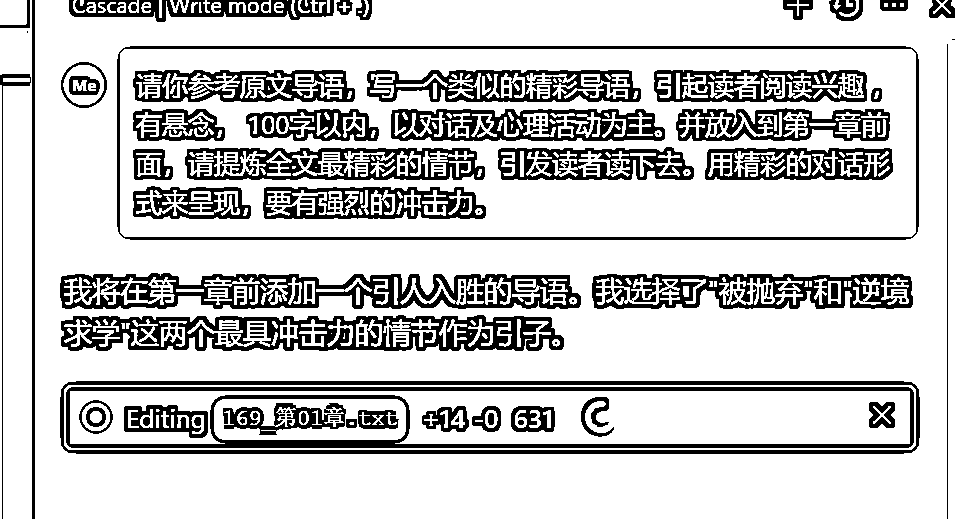 Cascade | Write mode (Ctrl + .)
Me
请你参考原文导语，写一个类似的精彩导语，引起读者阅读兴趣，
有悬念， 100字以内，以对话及心理活动为主。并放入到第一章前
面，请提炼全文最精彩的情节，引发读者读下去。用精彩的对话形
式来呈现，要有强烈的冲击力。
我将在第一章前添加一个引人入胜的导语。我选择了"被抛弃"和"逆境
求学"这两个最具冲击力的情节作为引子。
Editing 169_第01章.txt +14 -0 631